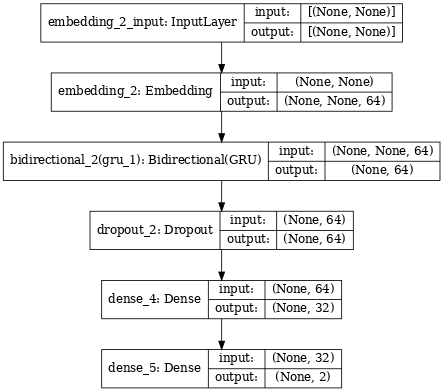 embedding_2_input: InputLayer
input: [(None, None)]
output: [(None, None)]
embedding_2: Embedding
input: (None, None)
output: (None, None, 64)
bidirectional_2(gru_1): Bidirectional(GRU)
input: (None, None, 64)
output: (None, 64)
dropout_2: Dropout
input: (None, 64)
output: (None, 64)
dense_4: Dense
input: (None, 64)
output: (None, 32)
dense_5: Dense
input: (None, 32)
output: (None, 2)